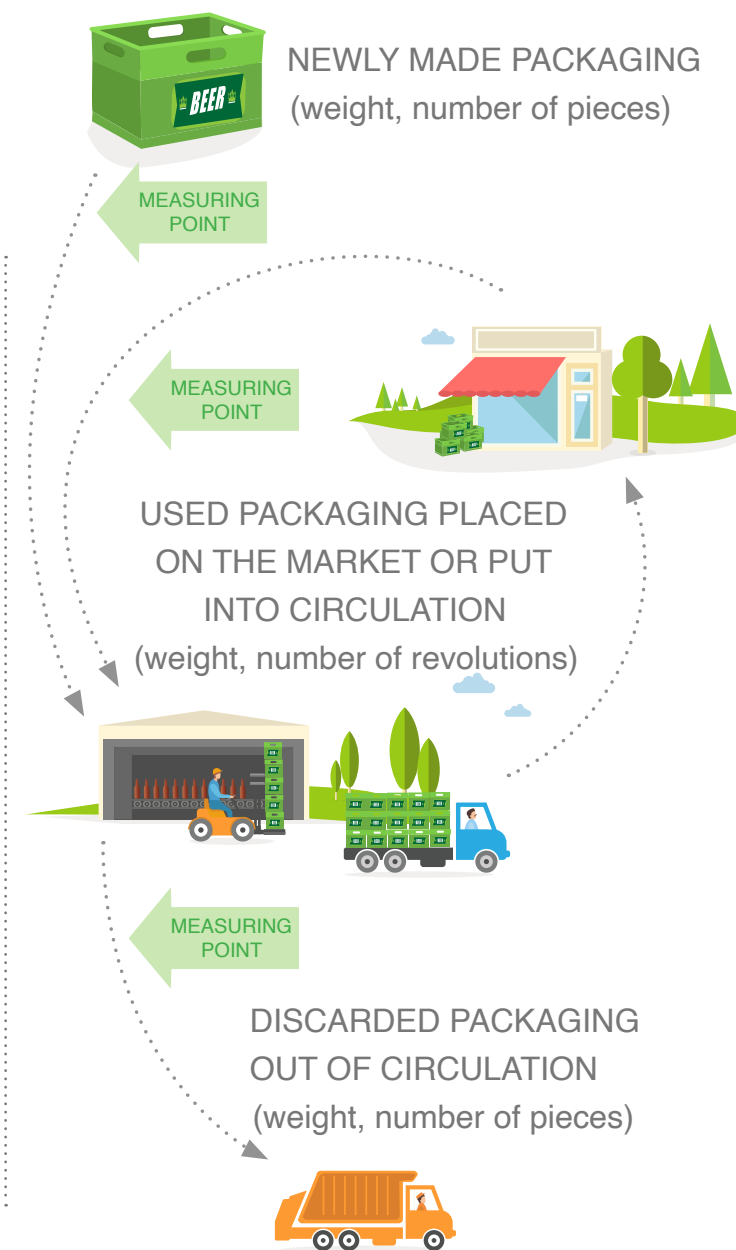 BEER
NEWLY MADE PACKAGING
(weight, number of pieces)
MEASURING
POINT
MEASURING
POINT
USED PACKAGING PLACED
ON THE MARKET OR PUT
INTO CIRCULATION
(weight, number of revolutions)
MEASURING
POINT
DISCARDED PACKAGING
OUT OF CIRCULATION
(weight, number of pieces)